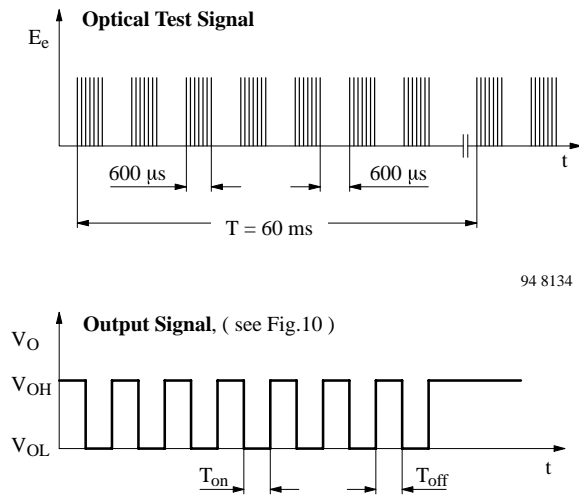 Optical Test Signal
E_e
600 μs
600 μs
t
T = 60 ms
94 8134
Output Signal, ( see Fig.10 )
V_O
V_OH
V_OL
T_on
T_off
t